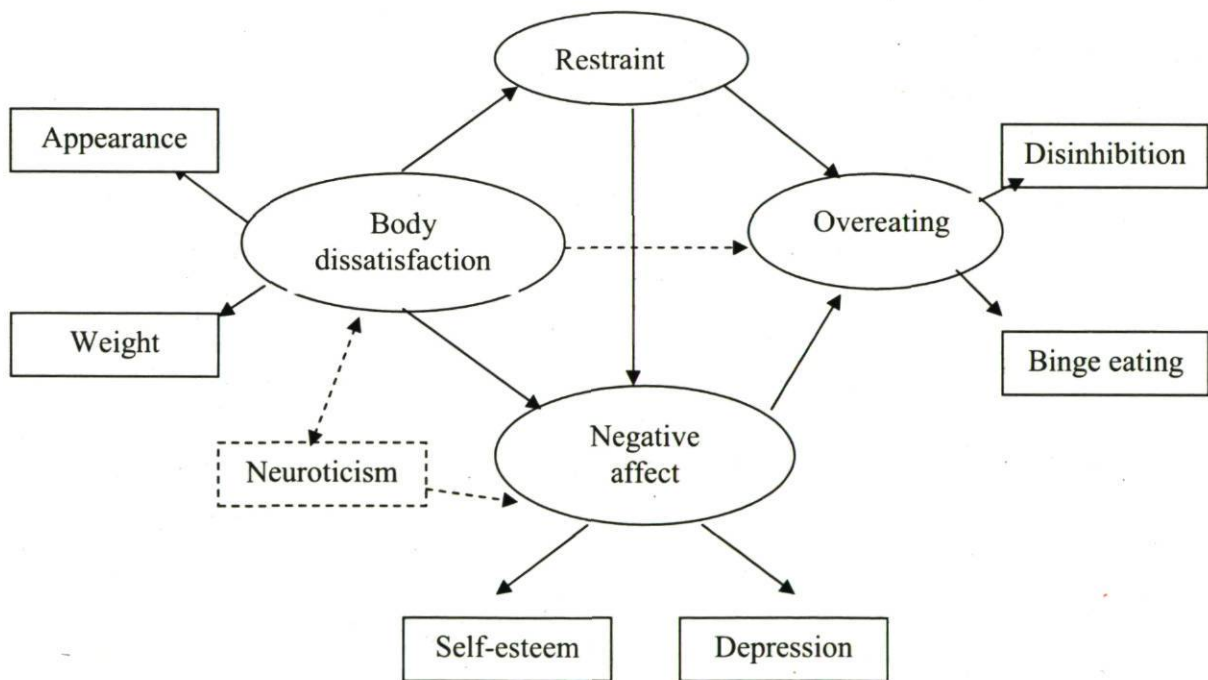 Restraint
Appearance
Disinhibition
Body
dissatisfaction
Overeating
Weight
Binge eating
Negative
affect
Neuroticism
Self-esteem
Depression